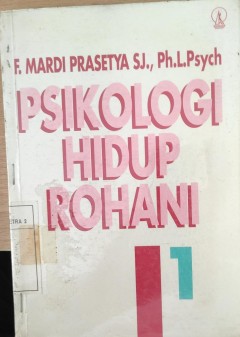 F. MARDI PRASETYA SJ., Ph.L.Psych
PSIKOLOGI
HIDUP
ROHANI
1